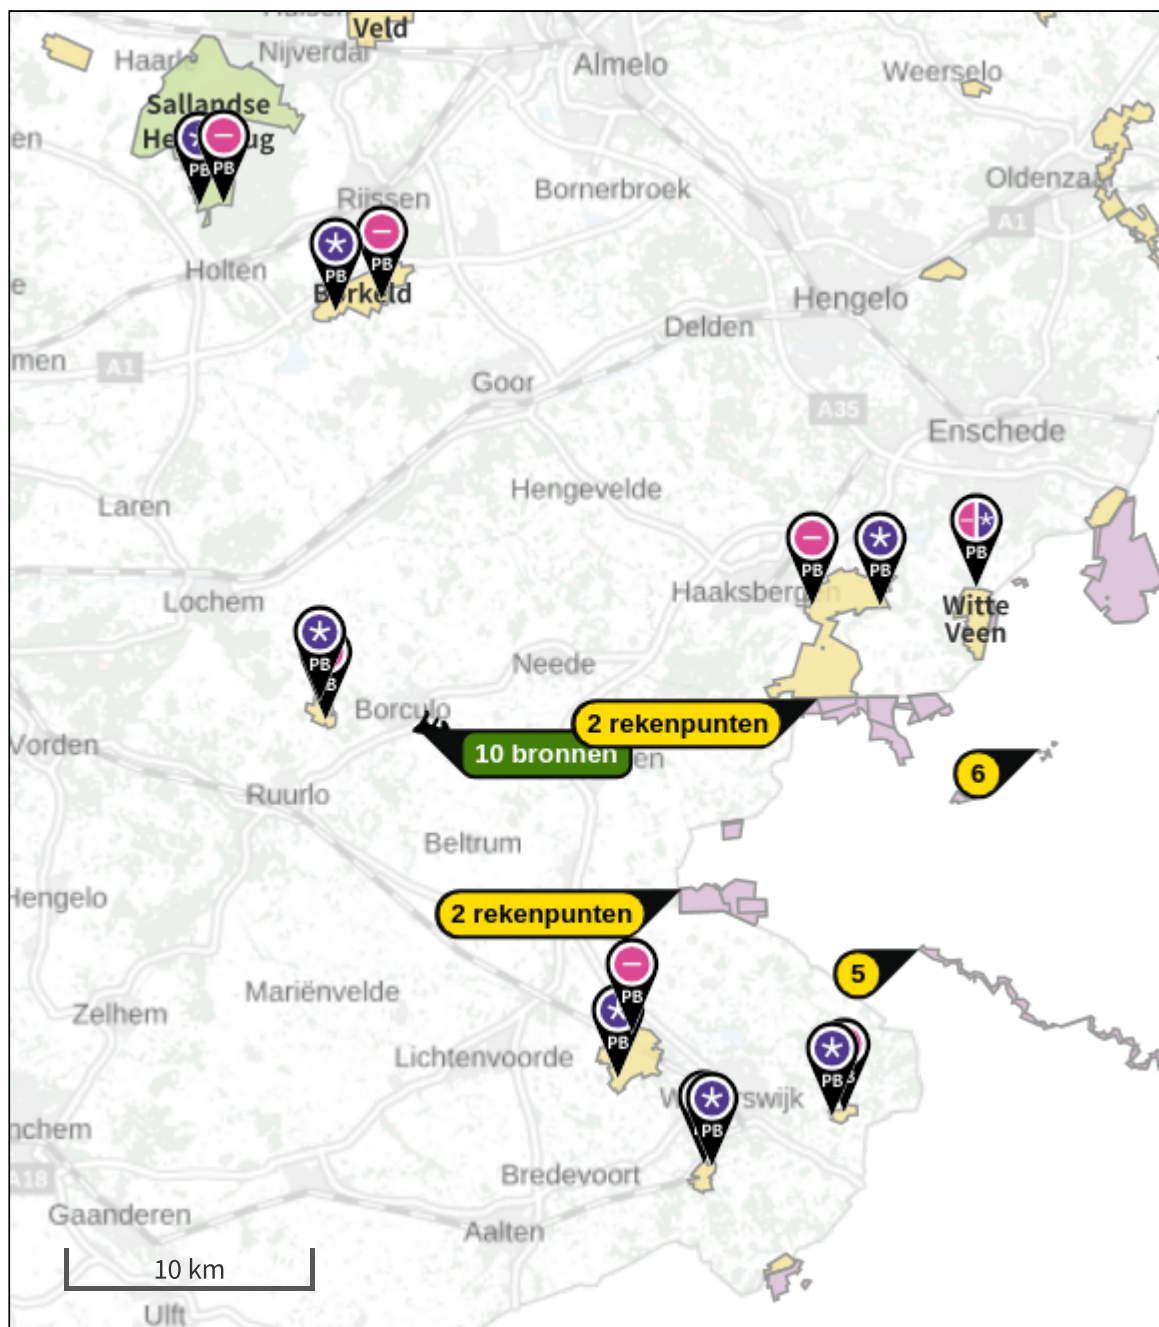 Veld
Nijverdal
Haarle
Almelo
Weerselo
Sallandse
PB
PB
Rijssen
Bornerbroek
Oldenzaal
A1
PB
PB
Holten
Borkeld
Hengelo
Delden
A1
Goor
A35
Enschede
Laren
Hengevelde
PB
PB
PB
Haaksbergen
Lochem
Witte
Veen
PB
Neede
Borculo
2 rekenpunten
10 bronnen
Vorden
6
Ruurlo
Beltrum
Hengelo
2 rekenpunten
5
PB
Mariënvelde
Zelhem
PB
Lichtenvoorde
PB
PB
Bredevoort
A18
Gaanderen
Aalten
10 km
Ulft